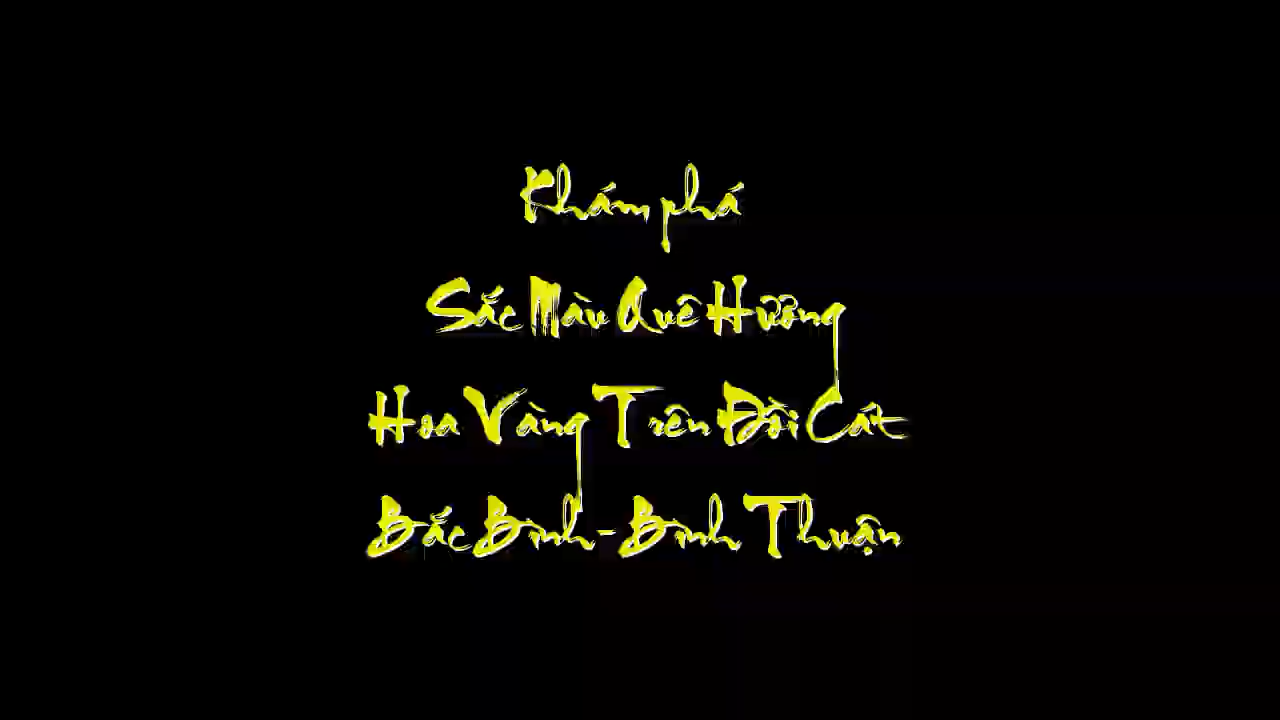 Khám phá
Sắc Màu Quê Hương
Hoa Vàng Trên Đồi Cát
Bắc Bình-Bình Thuận